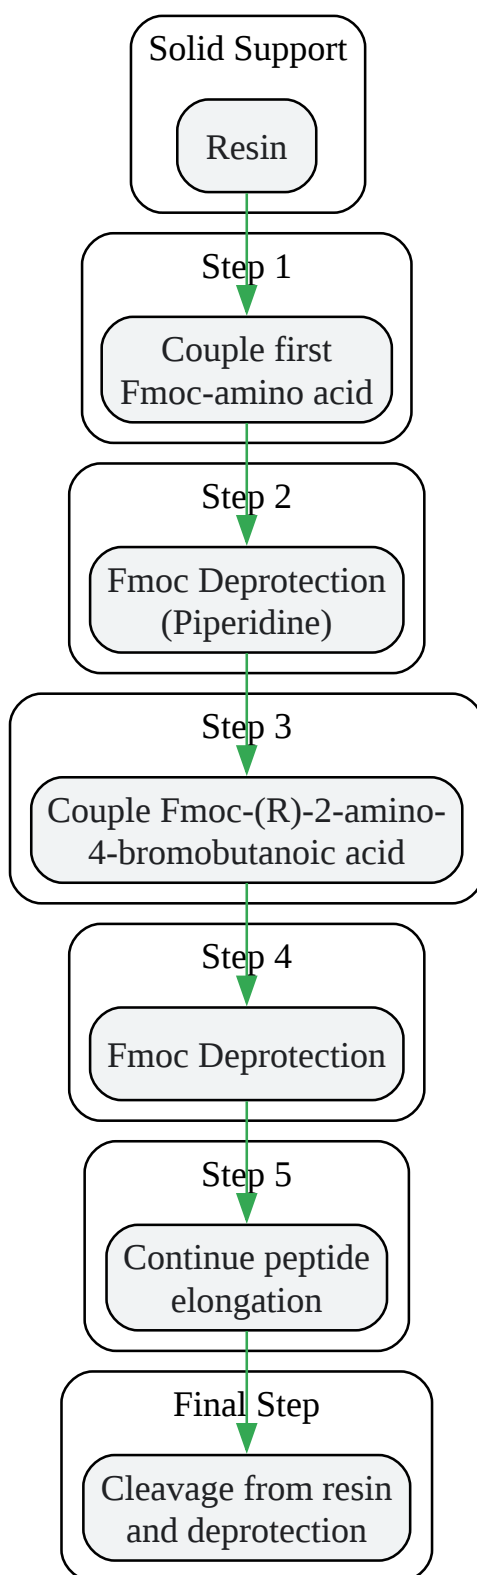 Solid Support
Resin
Step 1
Couple first
Fmoc-amino acid
Step 2
Fmoc Deprotection
(Piperidine)
Step 3
Couple Fmoc-(R)-2-amino-
4-bromobutanoic acid
Step 4
Fmoc Deprotection
Step 5
Continue peptide
elongation
Final Step
Cleavage from resin
and deprotection